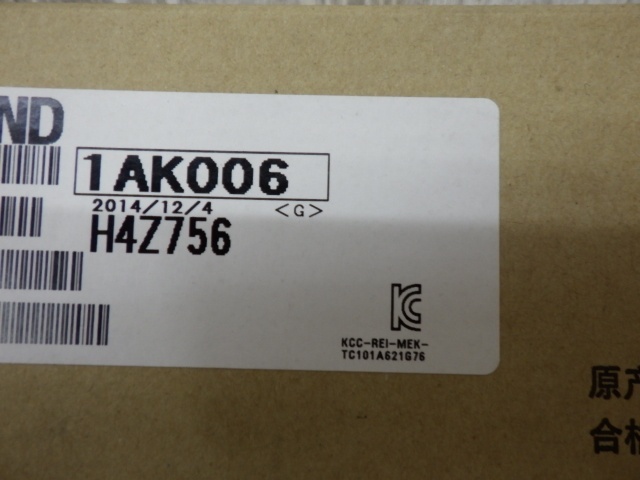 ND
1AK006
2014/12/4 <G>
H4Z756
KCC-REI-MEK-
TC101A621G76
原产
合格